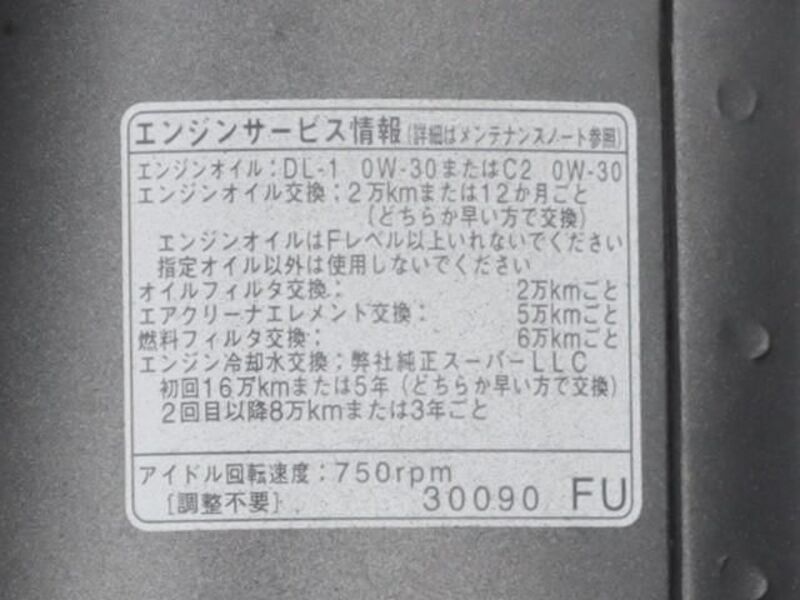 エンジンサービス情報(詳細はメンテナンスノート参照)
エンジンオイル:DL-1 0W-30またはC2 0W-30
エンジンオイル交換:2万kmまたは12か月ごと
(どちらか早い方で交換)
エンジンオイルはFレベル以上いれないでください
指定オイル以外は使用しないでください
オイルフィルタ交換: 2万kmごと
エアクリーナエレメント交換: 5万kmごと
燃料フィルタ交換: 6万kmごと
エンジン冷却水交換:弊社純正スーパーLLC
初回16万kmまたは5年(どちらか早い方で交換)
2回目以降8万kmまたは3年ごと
アイドル回転速度:750rpm
[調整不要] 30090 FU